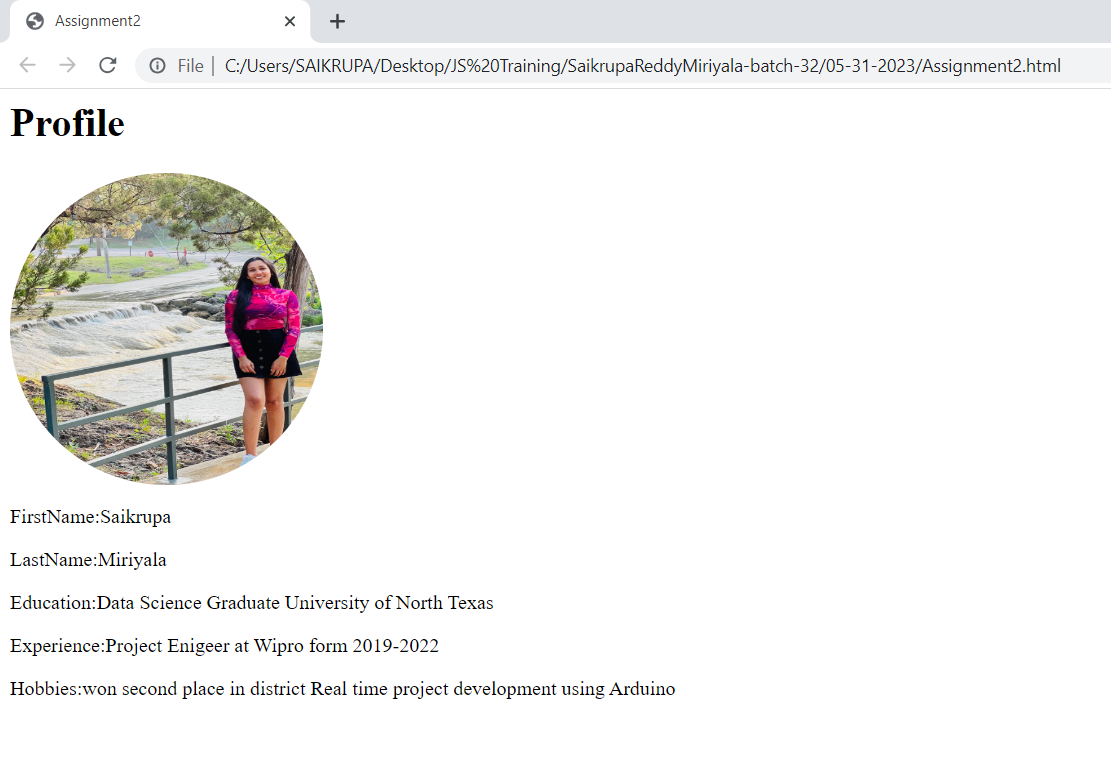 Assignment2
File | C:/Users/SAIKRUPA/Desktop/JS%20Training/SaikrupaReddyMiriyala-batch-32/05-31-2023/Assignment2.html
Profile
FirstName:Saikrupa
LastName:Miriyala
Education:Data Science Graduate University of North Texas
Experience:Project Enigeer at Wipro form 2019-2022
Hobbies:won second place in district Real time project development using Arduino